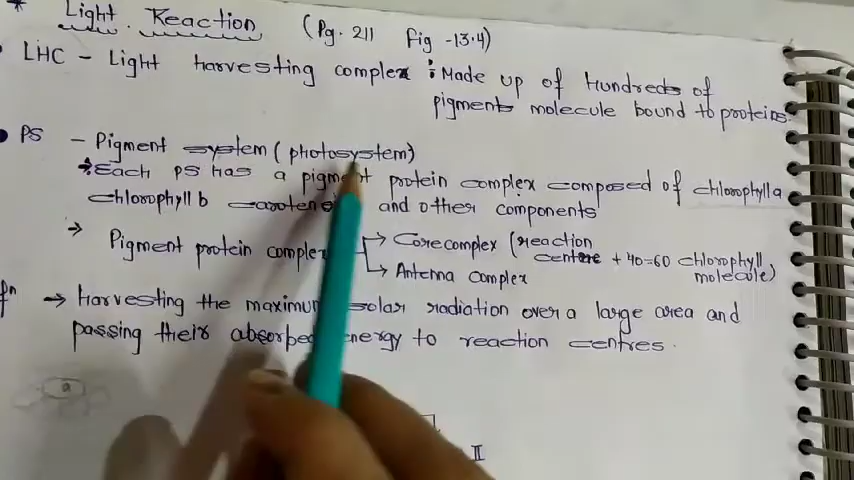 * Light Reaction (Pg. 211 Fig -13.4)
LHC - Light harvesting complex : Made up of Hundreds of
pigments molecule bound to proteins.
PS - Pigment system (photosystem)
→ Each PS has a pigment protein complex composed of chlorophyll a
chlorophyll b and other components
→ Pigment protein complex → Core complex (reaction
centre + 40=60 chlorophyll
molecule)
→ Antenna complex
fn → Harvesting the maximum solar radiation over a large area and
passing their absorbed energy to reaction centres.
a
II